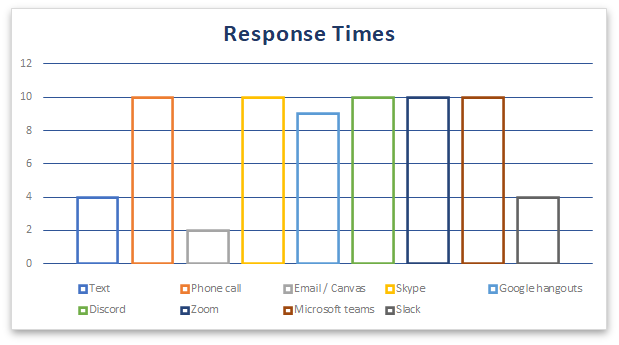 Response Times
12
10
8
6
4
2
0
Text Phone call Email / Canvas Skype Google hangouts
Discord Zoom Microsoft teams Slack